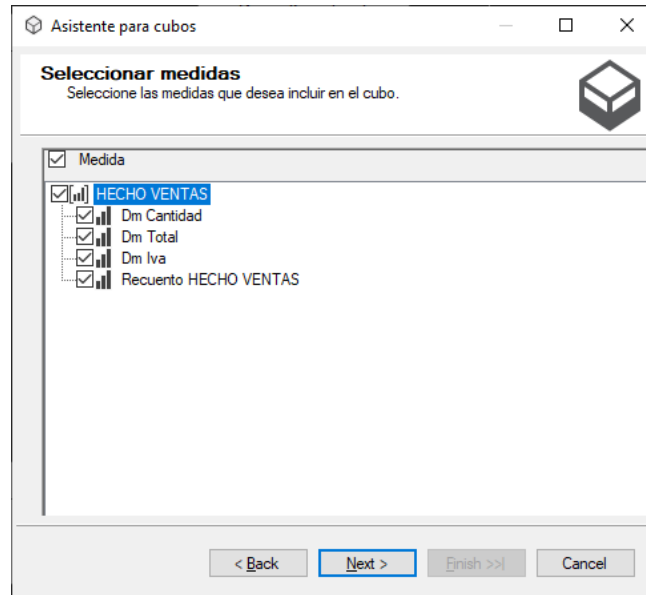 Asistente para cubos
Seleccionar medidas
Seleccione las medidas que desea incluir en el cubo.
Medida
HECHO VENTAS
Dm Cantidad
Dm Total
Dm Iva
Recuento HECHO VENTAS
< Back
Next >
Finish >>|
Cancel